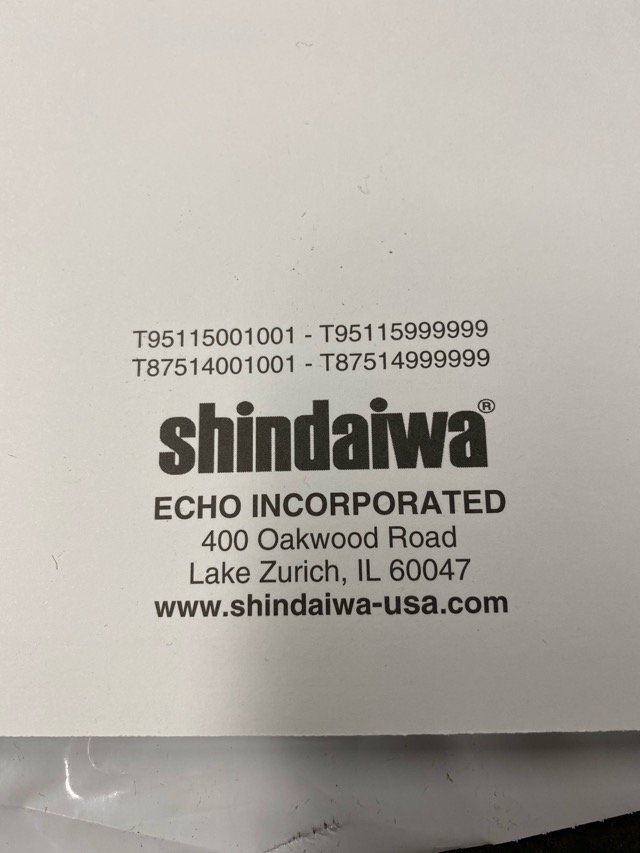 T95115001001 - T95115999999
T87514001001 - T87514999999
shindaiwa®
ECHO INCORPORATED
400 Oakwood Road
Lake Zurich, IL 60047
www.shindaiwa-usa.com